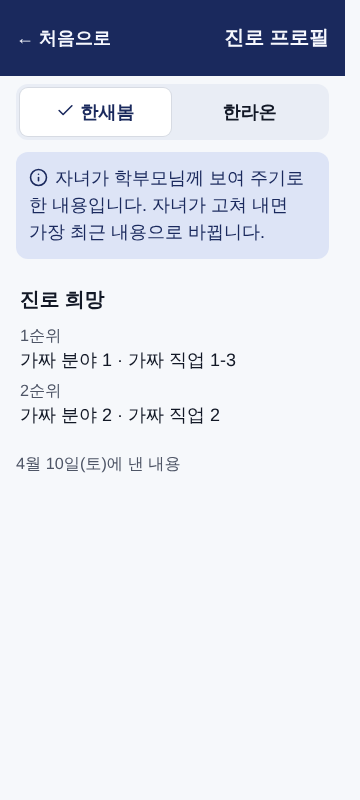 ← 처음으로
진로 프로필
한새봄
한라온
자녀가 학부모님께 보여 주기로
한 내용입니다. 자녀가 고쳐 내면
가장 최근 내용으로 바뀝니다.
진로 희망
1순위
가짜 분야 1 · 가짜 직업 1-3
2순위
가짜 분야 2 · 가짜 직업 2
4월 10일(토)에 낸 내용